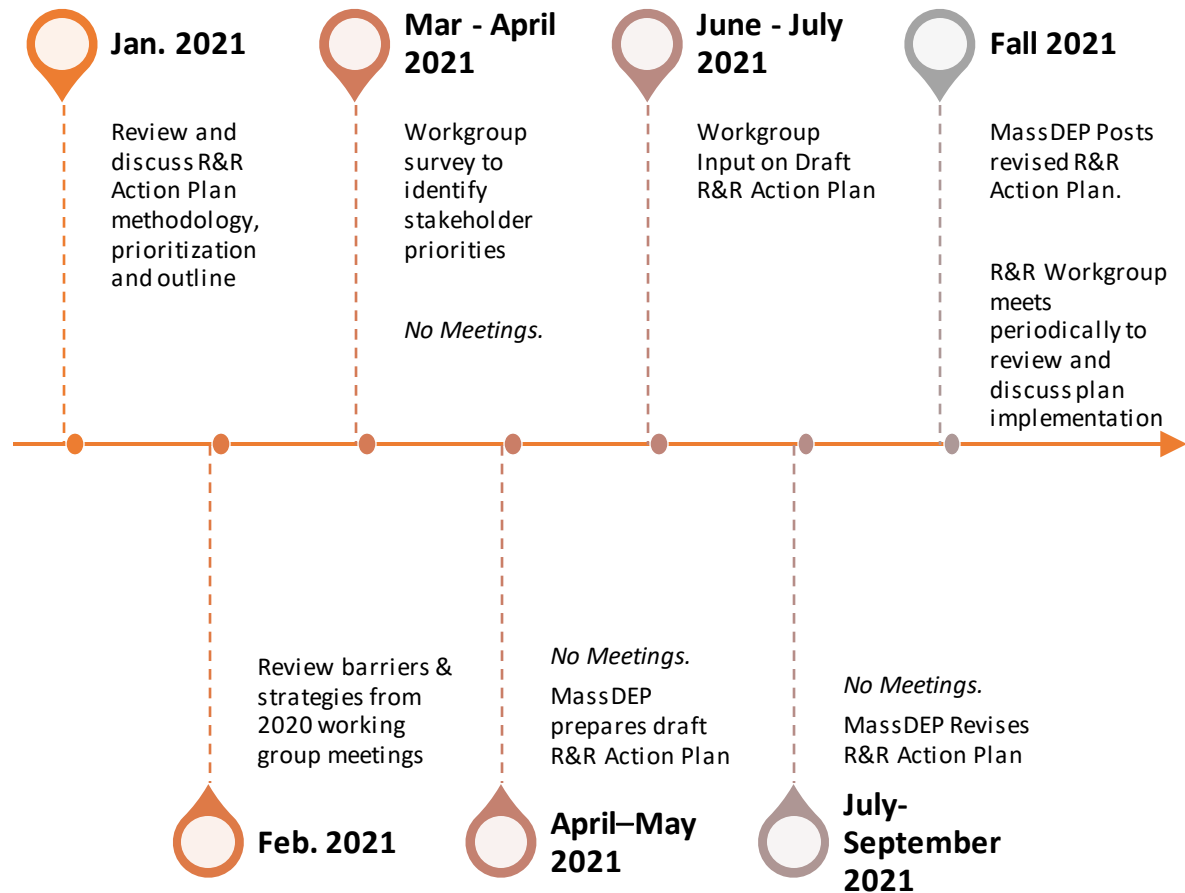 Jan. 2021
Review and
discuss R&R
Action Plan
methodology,
prioritization
and outline
Mar - April
2021
Workgroup
survey to
identify
stakeholder
priorities
No Meetings.
June - July
2021
Workgroup
Input on Draft
R&R Action Plan
Fall 2021
MassDEP Posts
revised R&R
Action Plan.
R&R Workgroup
meets
periodically to
review and
discuss plan
implementation
Review barriers &
strategies from
2020 working
group meetings
Feb. 2021
No Meetings.
MassDEP
prepares draft
R&R Action Plan
April–May
2021
No Meetings.
MassDEP Revises
R&R Action Plan
July-
September
2021